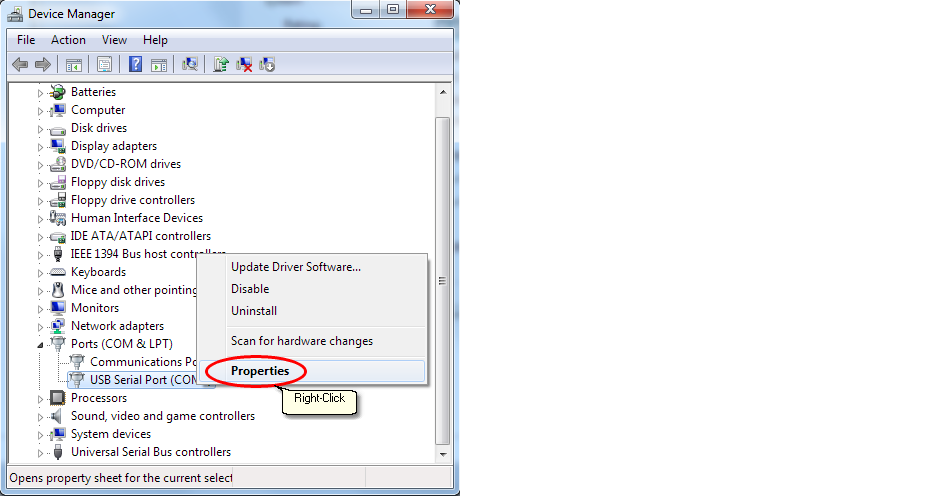 Device Manager
File Action View Help
Batteries
Computer
Disk drives
Display adapters
DVD/CD-ROM drives
Floppy disk drives
Floppy drive controllers
Human Interface Devices
IDE ATA/ATAPI controllers
IEEE 1394 Bus host controllers
Keyboards
Mice and other pointing
Monitors
Network adapters
Ports (COM & LPT)
Communications Po
USB Serial Port (COM
Processors
Sound, video and game controllers
System devices
Universal Serial Bus controllers
Update Driver Software...
Disable
Uninstall
Scan for hardware changes
Properties
Right-Click
Opens property sheet for the current select